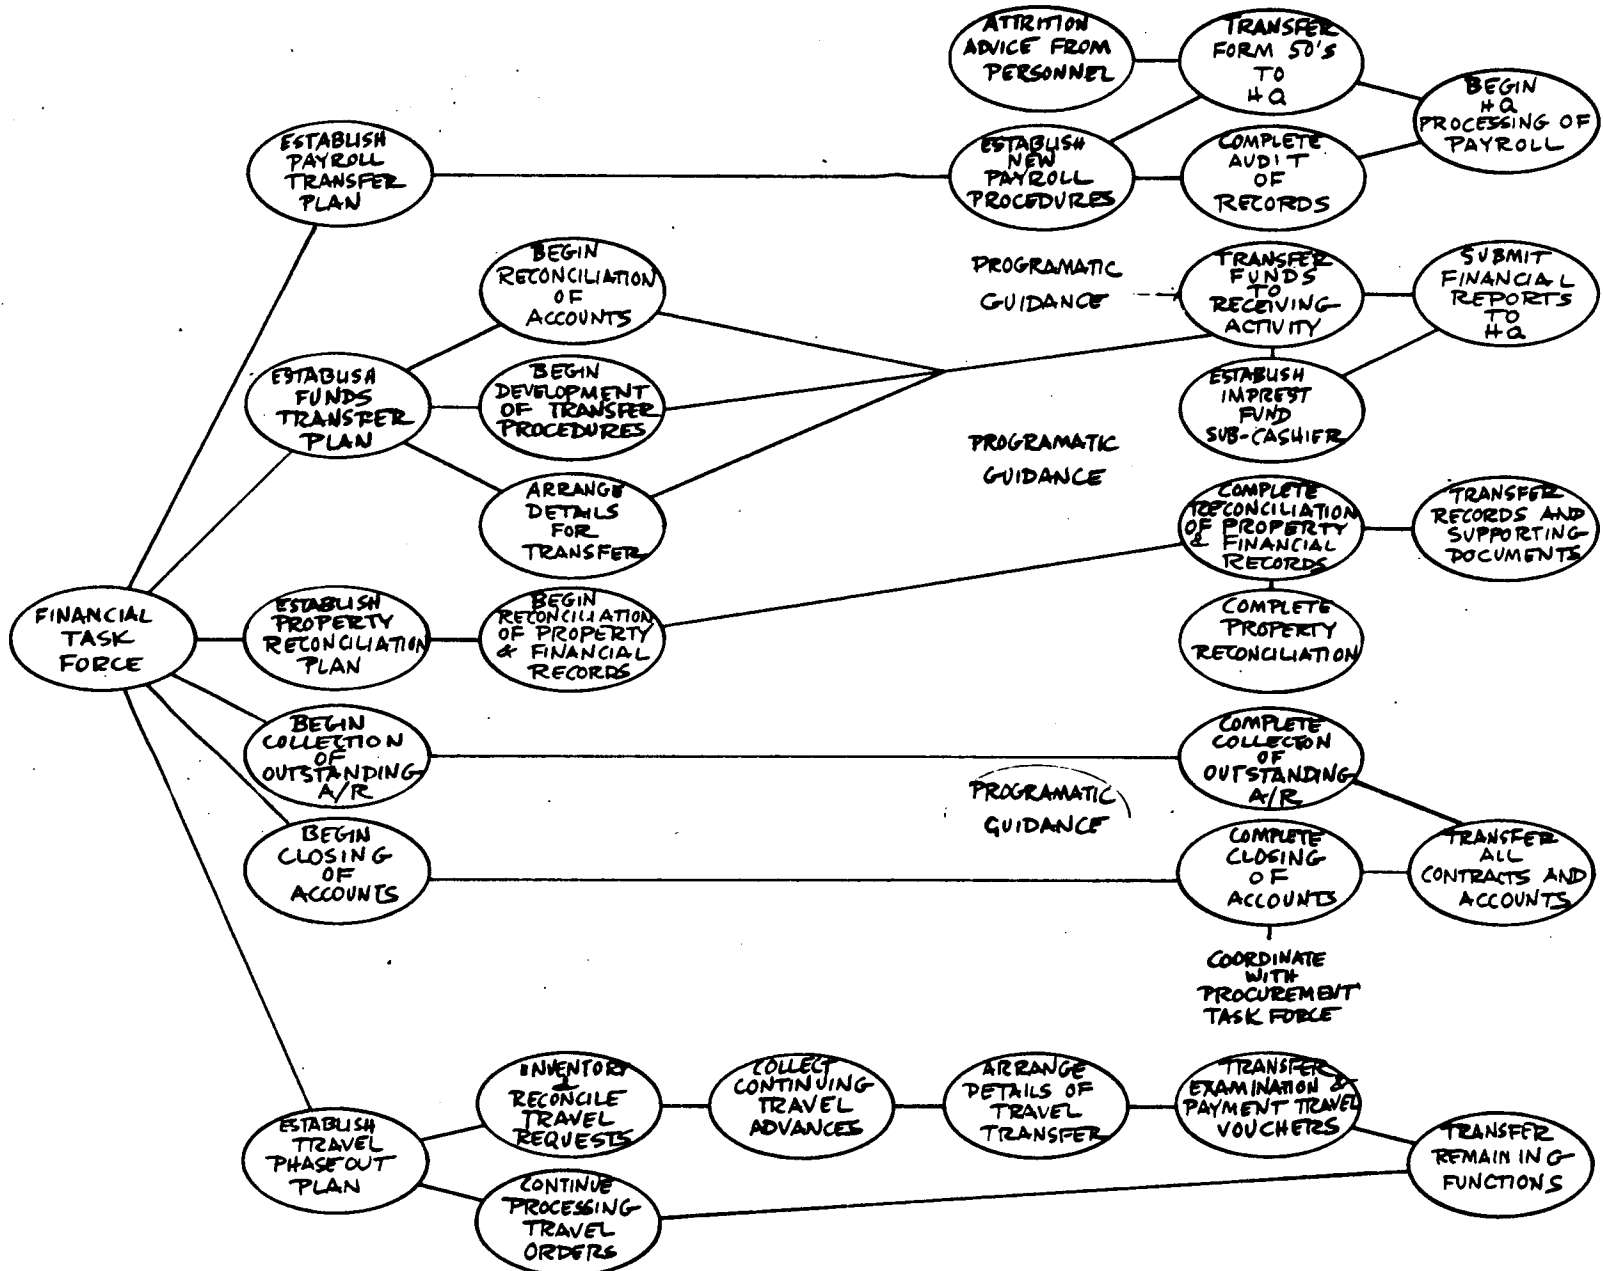 ATTRITION
ADVICE FROM
PERSONNEL
TRANSFER
FORM 50'S
TO
HQ
BEGIN
HQ
PROCESSING OF
PAYROLL
ESTABLISH
PAYROLL
TRANSFER
PLAN
ESTABLISH
NEW
PAYROLL
PROCEDURES
COMPLETE
AUDIT
OF
RECORDS
BEGIN
RECONCILIATION
OF
ACCOUNTS
PROGRAMATIC
GUIDANCE
TRANSFER
FUNDS
TO
RECEIVING
ACTIVITY
SUBMIT
FINANCIAL
REPORTS
TO
HQ
ESTABLISH
FUNDS
TRANSFER
PLAN
BEGIN
DEVELOPMENT
OF TRANSFER
PROCEDURES
ESTABLISH
IMPREST
FUND
SUB-CASHIER
PROGRAMATIC
GUIDANCE
ARRANGE
DETAILS
FOR
TRANSFER
COMPLETE
RECONCILIATION
OF PROPERTY
& FINANCIAL
RECORDS
TRANSFER
RECORDS AND
SUPPORTING
DOCUMENTS
FINANCIAL
TASK
FORCE
ESTABLISH
PROPERTY
RECONCILIATION
PLAN
BEGIN
RECONCILIATION
OF PROPERTY
& FINANCIAL
RECORDS
COMPLETE
PROPERTY
RECONCILIATION
BEGIN
COLLECTION
OF
OUTSTANDING
A/R
COMPLETE
COLLECTON
OF
OUTSTANDING
A/R
PROGRAMATIC
GUIDANCE
BEGIN
CLOSING
OF
ACCOUNTS
COMPLETE
CLOSING
OF
ACCOUNTS
TRANSFER
ALL
CONTRACTS AND
ACCOUNTS
COORDINATE
WITH
PROCUREMENT
TASK FORCE
INVENTORY
&
RECONCILE
TRAVEL
REQUESTS
COLLECT
CONTINUING
TRAVEL
ADVANCES
ARRANGE
DETAILS OF
TRAVEL
TRANSFER
TRANSFER
EXAMINATION &
PAYMENT TRAVEL
VOUCHERS
ESTABLISH
TRAVEL
PHASEOUT
PLAN
TRANSFER
REMAINING
FUNCTIONS
CONTINUE
PROCESSING
TRAVEL
ORDERS